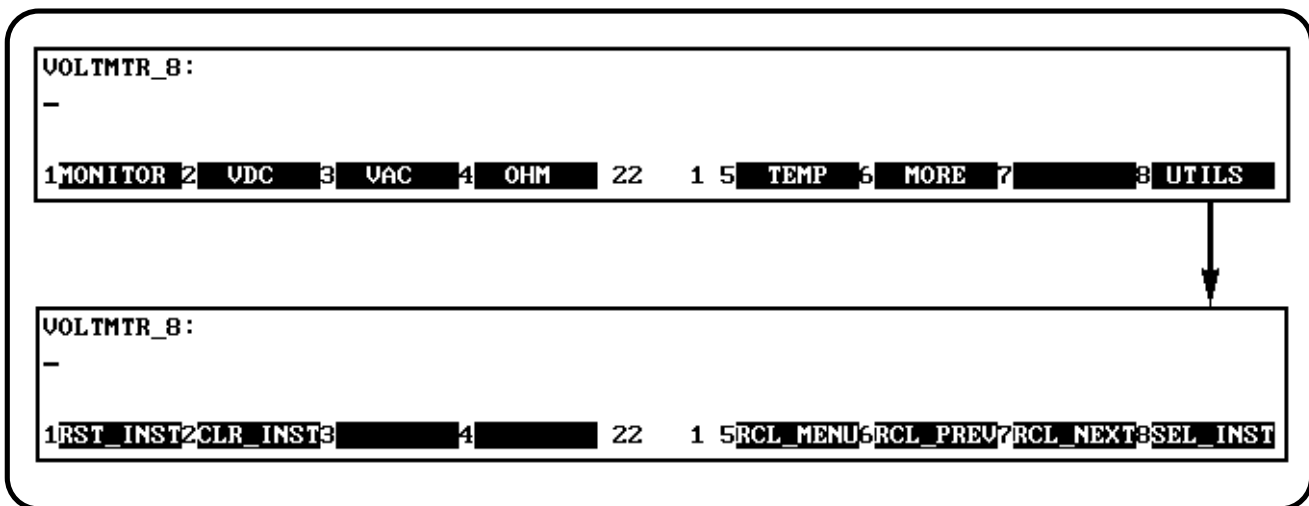 VOLTMTR_8:
_
1MONITOR 2 VDC 3 VAC 4 OHM 22 1 5 TEMP 6 MORE 7 8 UTILS
VOLTMTR_8:
_
1RST_INST2CLR_INST3 4 22 1 5RCL_MENU6RCL_PREV7RCL_NEXT8SEL_INST